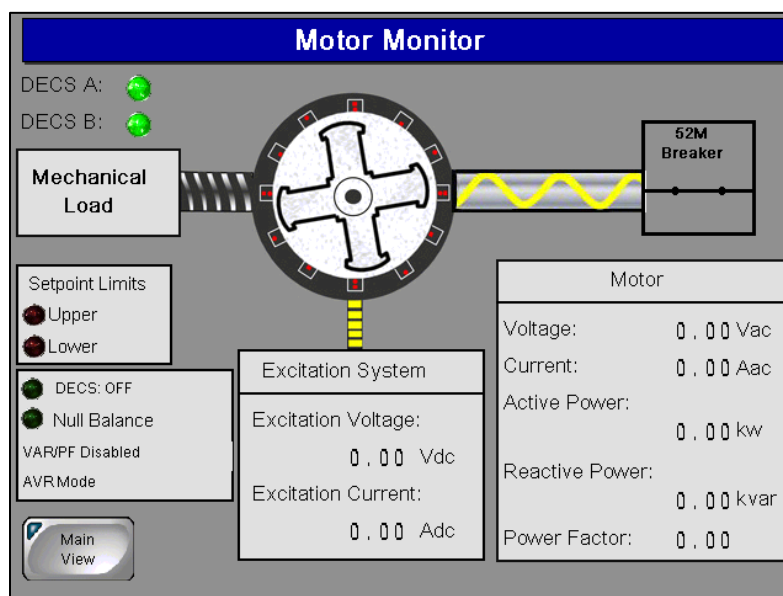 Motor Monitor
DECS A:
DECS B:
Mechanical
Load
52M
Breaker
Setpoint Limits
Upper
Lower
DECS: OFF
Null Balance
VAR/PF Disabled
AVR Mode
Main
View
Excitation System
Excitation Voltage:
0.00 Vdc
Excitation Current:
0.00 Adc
Motor
Voltage: 0.00 Vac
Current: 0.00 Aac
Active Power:
0.00 kw
Reactive Power:
0.00 kvar
Power Factor: 0.00